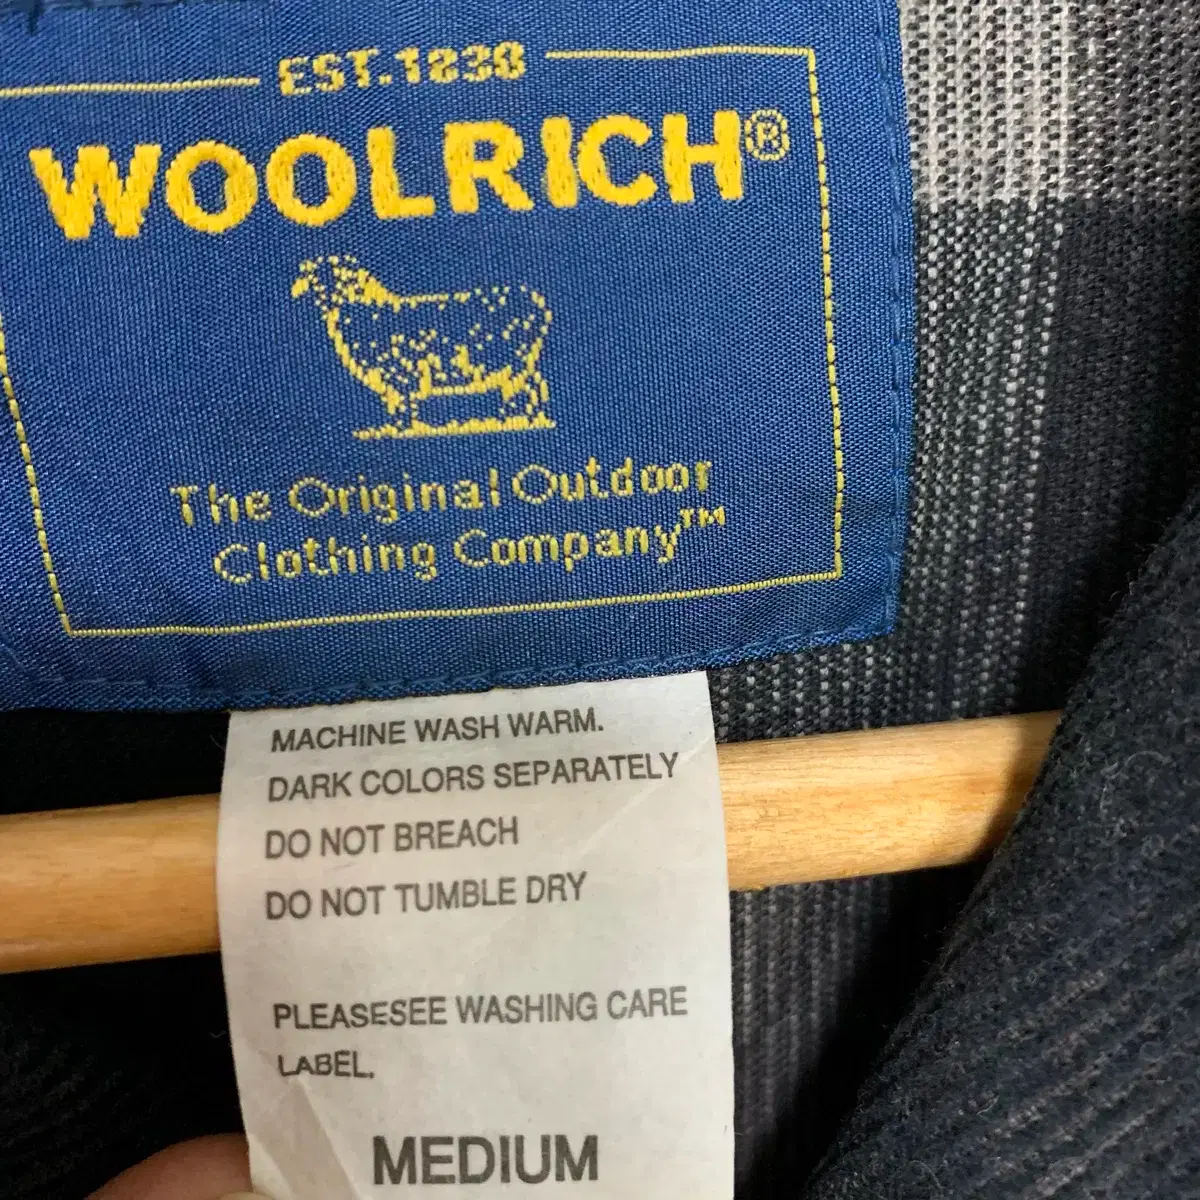 EST.1830
WOOLRICH®
The Original Outdoor
Clothing Company™
MACHINE WASH WARM.
DARK COLORS SEPARATELY
DO NOT BREACH
DO NOT TUMBLE DRY
PLEASESEE WASHING CARE
LABEL.
MEDIUM